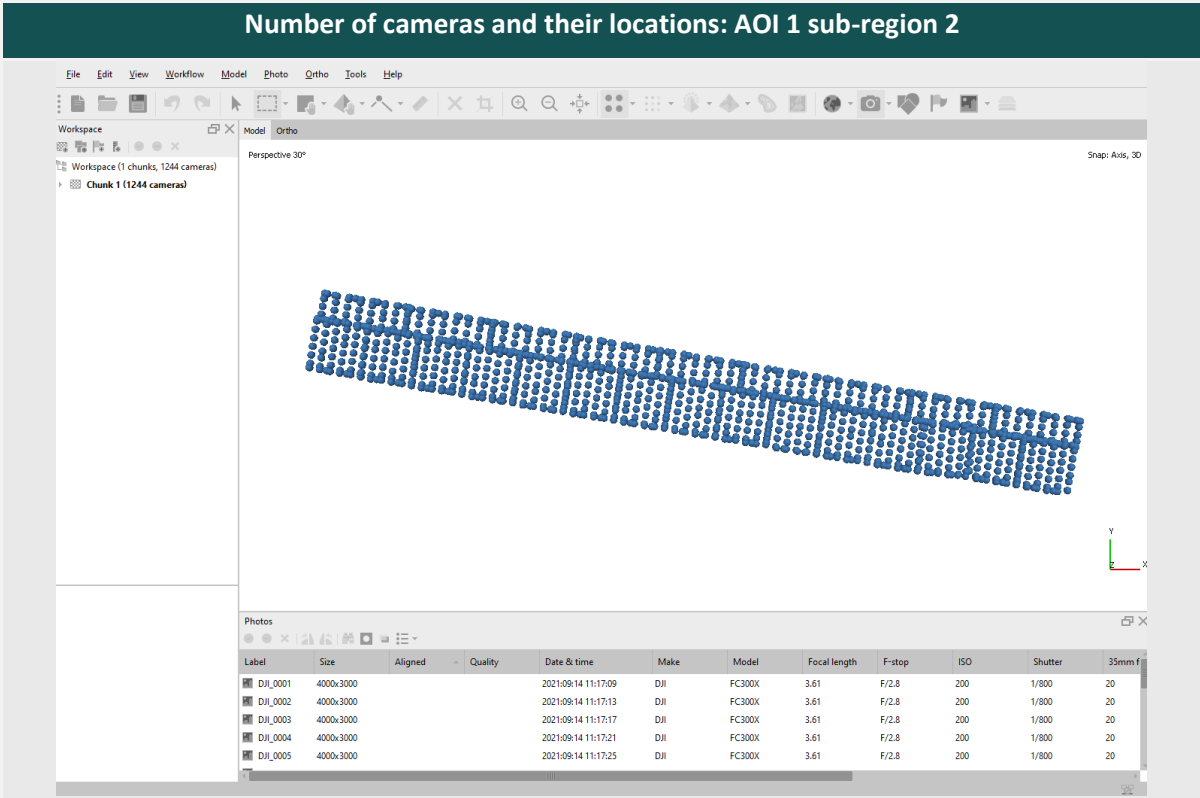 Number of cameras and their locations: AOI 1 sub-region 2
File Edit View Workflow Model Photo Ortho Tools Help
Workspace
Model Ortho
Workspace (1 chunks, 1244 cameras)
Chunk 1 (1244 cameras)
Perspective 30°
Snap: Axis, 3D
Y
Z X
Photos
Label Size Aligned Quality Date & time Make Model Focal length F-stop ISO Shutter 35mm f
DJI_0001 4000x3000 2021:09:14 11:17:09 DJI FC300X 3.61 F/2.8 200 1/800 20
DJI_0002 4000x3000 2021:09:14 11:17:13 DJI FC300X 3.61 F/2.8 200 1/800 20
DJI_0003 4000x3000 2021:09:14 11:17:17 DJI FC300X 3.61 F/2.8 200 1/800 20
DJI_0004 4000x3000 2021:09:14 11:17:21 DJI FC300X 3.61 F/2.8 200 1/800 20
DJI_0005 4000x3000 2021:09:14 11:17:25 DJI FC300X 3.61 F/2.8 200 1/800 20